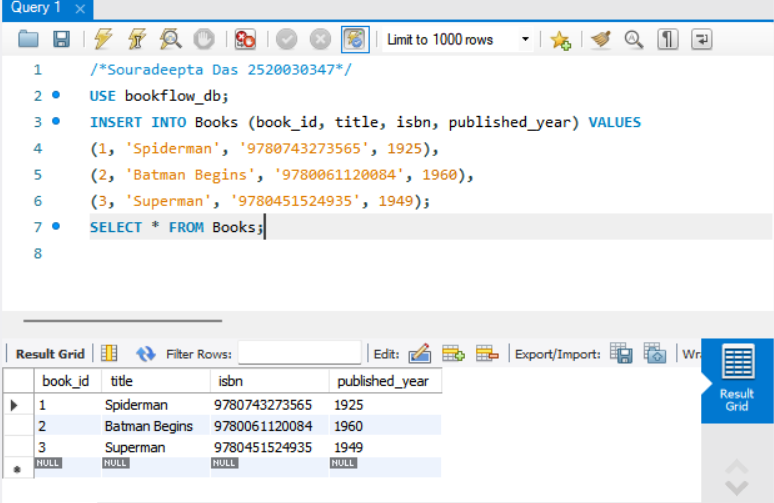 Query 1
Limit to 1000 rows
1 /*Souradeepta Das 2520030347*/
2 USE bookflow_db;
3 INSERT INTO Books (book_id, title, isbn, published_year) VALUES
4 (1, 'Spiderman', '9780743273565', 1925),
5 (2, 'Batman Begins', '9780061120084', 1960),
6 (3, 'Superman', '9780451524935', 1949);
7 SELECT * FROM Books;
8
Result Grid Filter Rows: Edit: Export/Import:
book_id title isbn published_year
1 Spiderman 9780743273565 1925
2 Batman Begins 9780061120084 1960
3 Superman 9780451524935 1949
NULL NULL NULL NULL
Result
Grid